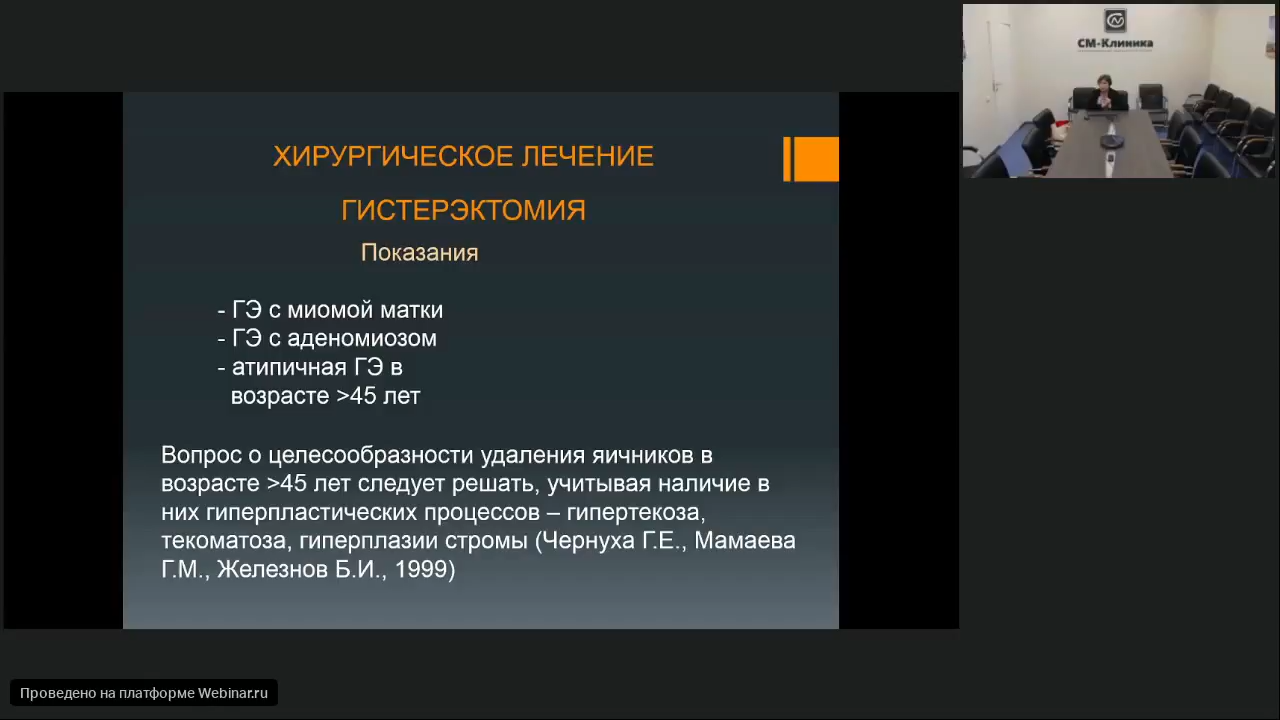 ХИРУРГИЧЕСКОЕ ЛЕЧЕНИЕ
ГИСТЕРЭКТОМИЯ
Показания
- ГЭ с миомой матки
- ГЭ с аденомиозом
- атипичная ГЭ в
возрасте >45 лет
Вопрос о целесообразности удаления яичников в
возрасте >45 лет следует решать, учитывая наличие в
них гиперпластических процессов – гипертекоза,
текоматоза, гиперплазии стромы (Чернуха Г.Е., Мамаева
Г.М., Железнов Б.И., 1999)
СМ-Клиника
Проведено на платформе Webinar.ru